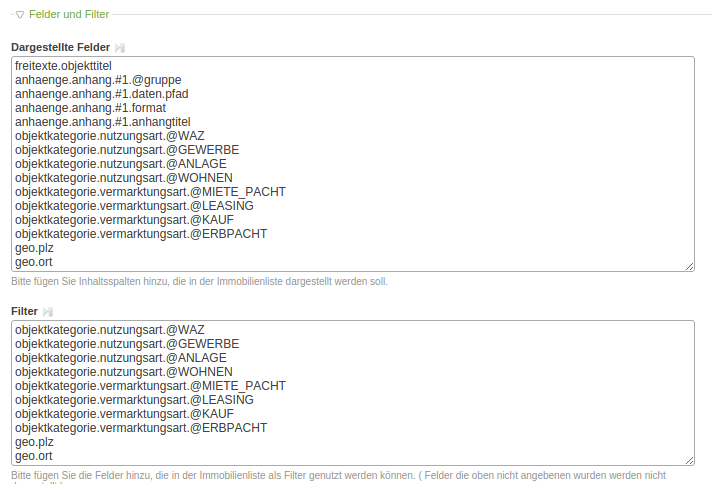 Felder und Filter
Dargestellte Felder
freitexte.objekttitel
anhaenge.anhang.#1.@gruppe
anhaenge.anhang.#1.daten.pfad
anhaenge.anhang.#1.format
anhaenge.anhang.#1.anhangtitel
objektkategorie.nutzungsart.@WAZ
objektkategorie.nutzungsart.@GEWERBE
objektkategorie.nutzungsart.@ANLAGE
objektkategorie.nutzungsart.@WOHNEN
objektkategorie.vermarktungsart.@MIETE_PACHT
objektkategorie.vermarktungsart.@LEASING
objektkategorie.vermarktungsart.@KAUF
objektkategorie.vermarktungsart.@ERBPACHT
geo.plz
geo.ort
Bitte fügen Sie Inhaltsspalten hinzu, die in der Immobilienliste dargestellt werden soll.
Filter
objektkategorie.nutzungsart.@WAZ
objektkategorie.nutzungsart.@GEWERBE
objektkategorie.nutzungsart.@ANLAGE
objektkategorie.nutzungsart.@WOHNEN
objektkategorie.vermarktungsart.@MIETE_PACHT
objektkategorie.vermarktungsart.@LEASING
objektkategorie.vermarktungsart.@KAUF
objektkategorie.vermarktungsart.@ERBPACHT
geo.plz
geo.ort
Bitte fügen Sie die Felder hinzu, die in der Immobilienliste als Filter genutzt werden können. ( Felder die oben nicht angebenen wurden werden nicht